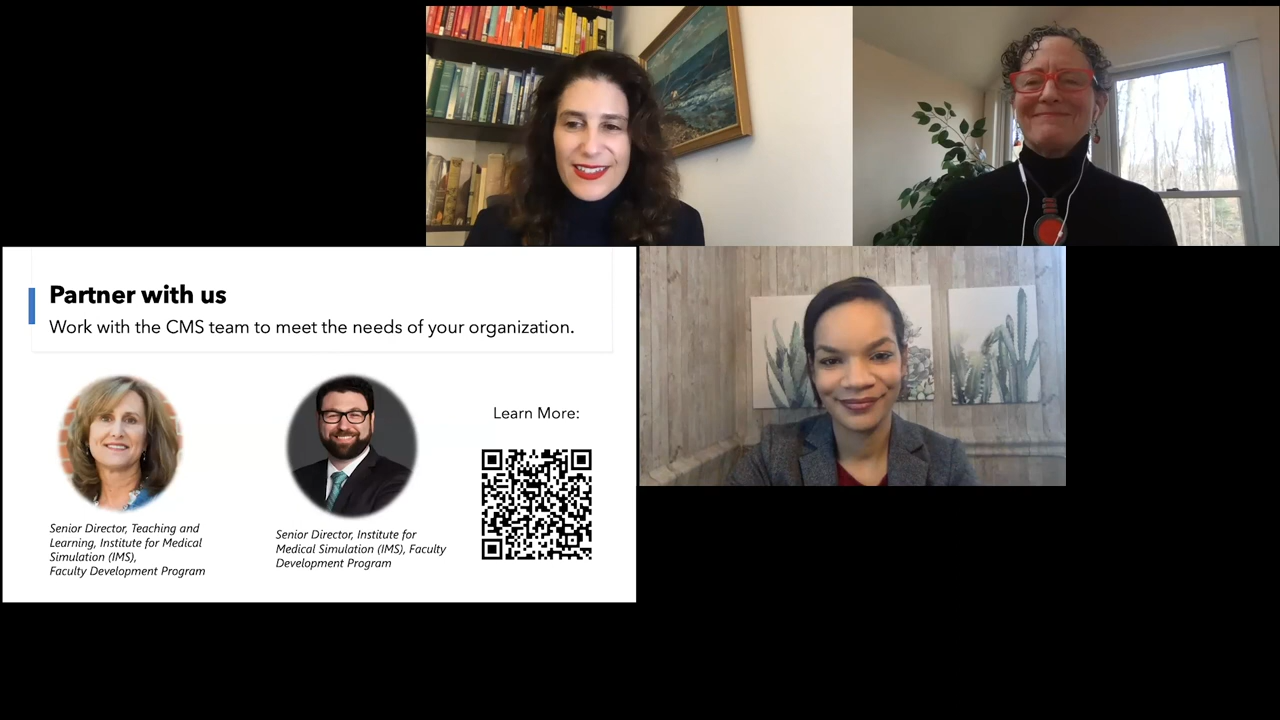 Partner with us
Work with the CMS team to meet the needs of your organization.
Learn More:
Senior Director, Teaching and
Learning, Institute for Medical
Simulation (IMS),
Faculty Development Program
Senior Director, Institute for
Medical Simulation (IMS), Faculty
Development Program